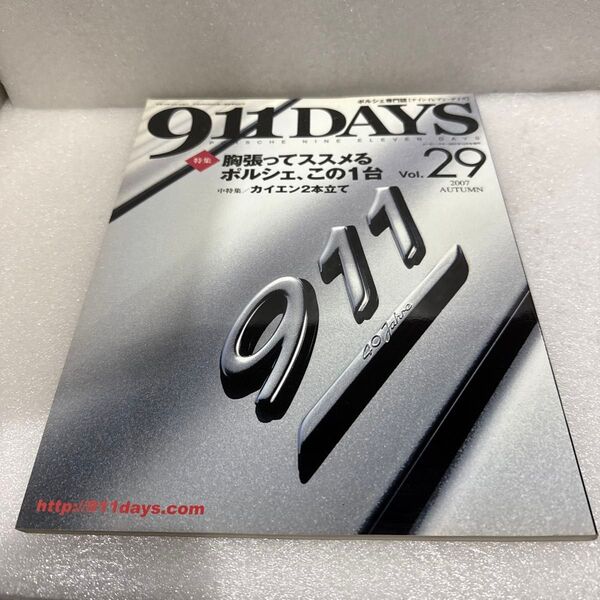 ポルシェ専門誌［ナインイレブン・デイズ］
911 DAYS
PORSCHE NINE ELEVEN DAYS
特集
胸張ってススメる
ポルシェ、この1台
中特集／カイエン2本立て
Vol. 29
2007
AUTUMN
911
40 Jahre
http://911days.com